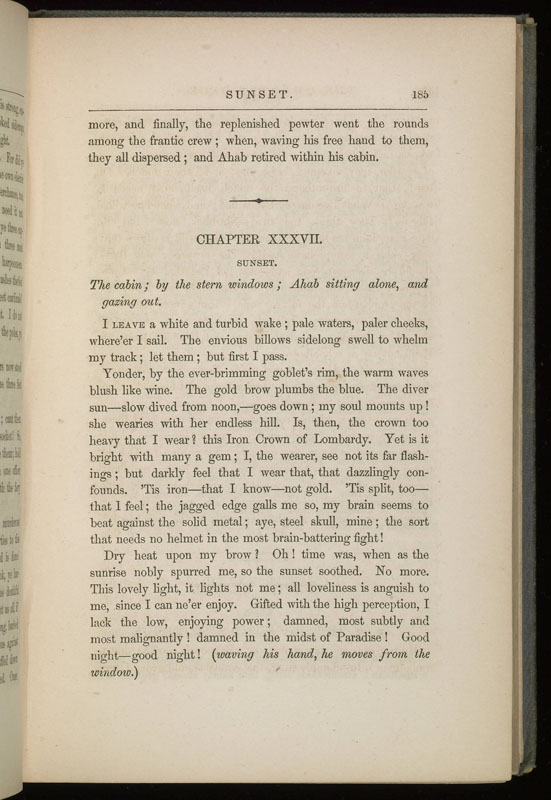 SUNSET. 185
more, and finally, the replenished pewter went the rounds
among the frantic crew ; when, waving his free hand to them,
they all dispersed ; and Ahab retired within his cabin.
CHAPTER XXXVII.
SUNSET.
The cabin ; by the stern windows ; Ahab sitting alone, and
gazing out.
I LEAVE a white and turbid wake ; pale waters, paler cheeks,
where'er I sail. The envious billows sidelong swell to whelm
my track ; let them ; but first I pass.
Yonder, by the ever-brimming goblet's rim, the warm waves
blush like wine. The gold brow plumbs the blue. The diver
sun—slow dived from noon,—goes down ; my soul mounts up !
she wearies with her endless hill. Is, then, the crown too
heavy that I wear ? this Iron Crown of Lombardy. Yet is it
bright with many a gem ; I, the wearer, see not its far flash-
ings ; but darkly feel that I wear that, that dazzlingly con-
founds. 'Tis iron—that I know—not gold. 'Tis split, too—
that I feel ; the jagged edge galls me so, my brain seems to
beat against the solid metal ; aye, steel skull, mine ; the sort
that needs no helmet in the most brain-battering fight !
Dry heat upon my brow ? Oh ! time was, when as the
sunrise nobly spurred me, so the sunset soothed. No more.
This lovely light, it lights not me ; all loveliness is anguish to
me, since I can ne'er enjoy. Gifted with the high perception, I
lack the low, enjoying power ; damned, most subtly and
most malignantly ! damned in the midst of Paradise ! Good
night—good night ! (waving his hand, he moves from the
window.)